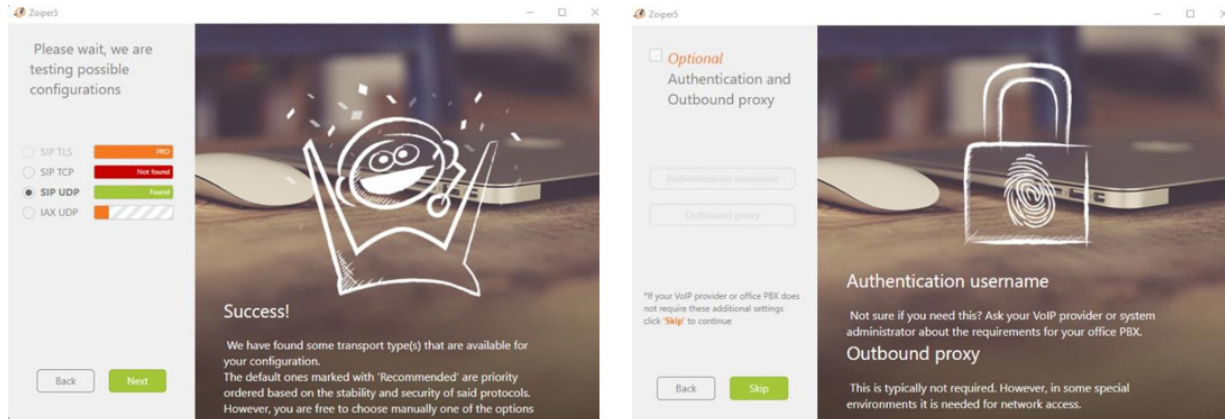 Zoiper5
Please wait, we are
testing possible
configurations
SIP TLS PRO
SIP TCP Not found
SIP UDP Found
IAX UDP
Success!
We have found some transport type(s) that are available for
your configuration.
The default ones marked with 'Recommended' are priority
ordered based on the stability and security of said protocols.
However, you are free to choose manually one of the options
Back Next
Zoiper5
Optional
Authentication and
Outbound proxy
Authentication username
Outbound proxy
*If your VoIP provider or office PBX does
not require these additional settings
click 'Skip' to continue
Back Skip
Authentication username
Not sure if you need this? Ask your VoIP provider or system
administrator about the requirements for your office PBX.
Outbound proxy
This is typically not required. However, in some special
environments it is needed for network access.